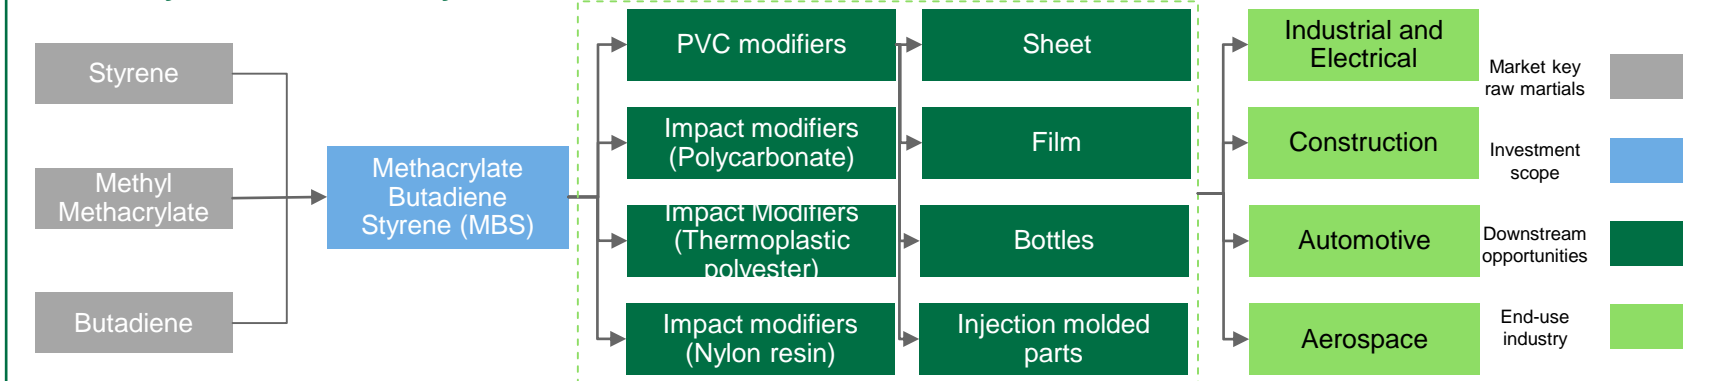 Styrene
Methyl
Methacrylate
Butadiene
Methacrylate
Butadiene
Styrene (MBS)
PVC modifiers
Impact modifiers
(Polycarbonate)
Impact Modifiers
(Thermoplastic
polyester)
Impact modifiers
(Nylon resin)
Sheet
Film
Bottles
Injection molded
parts
Industrial and
Electrical
Construction
Automotive
Aerospace
Market key
raw martials
Investment
scope
Downstream
opportunities
End-use
industry